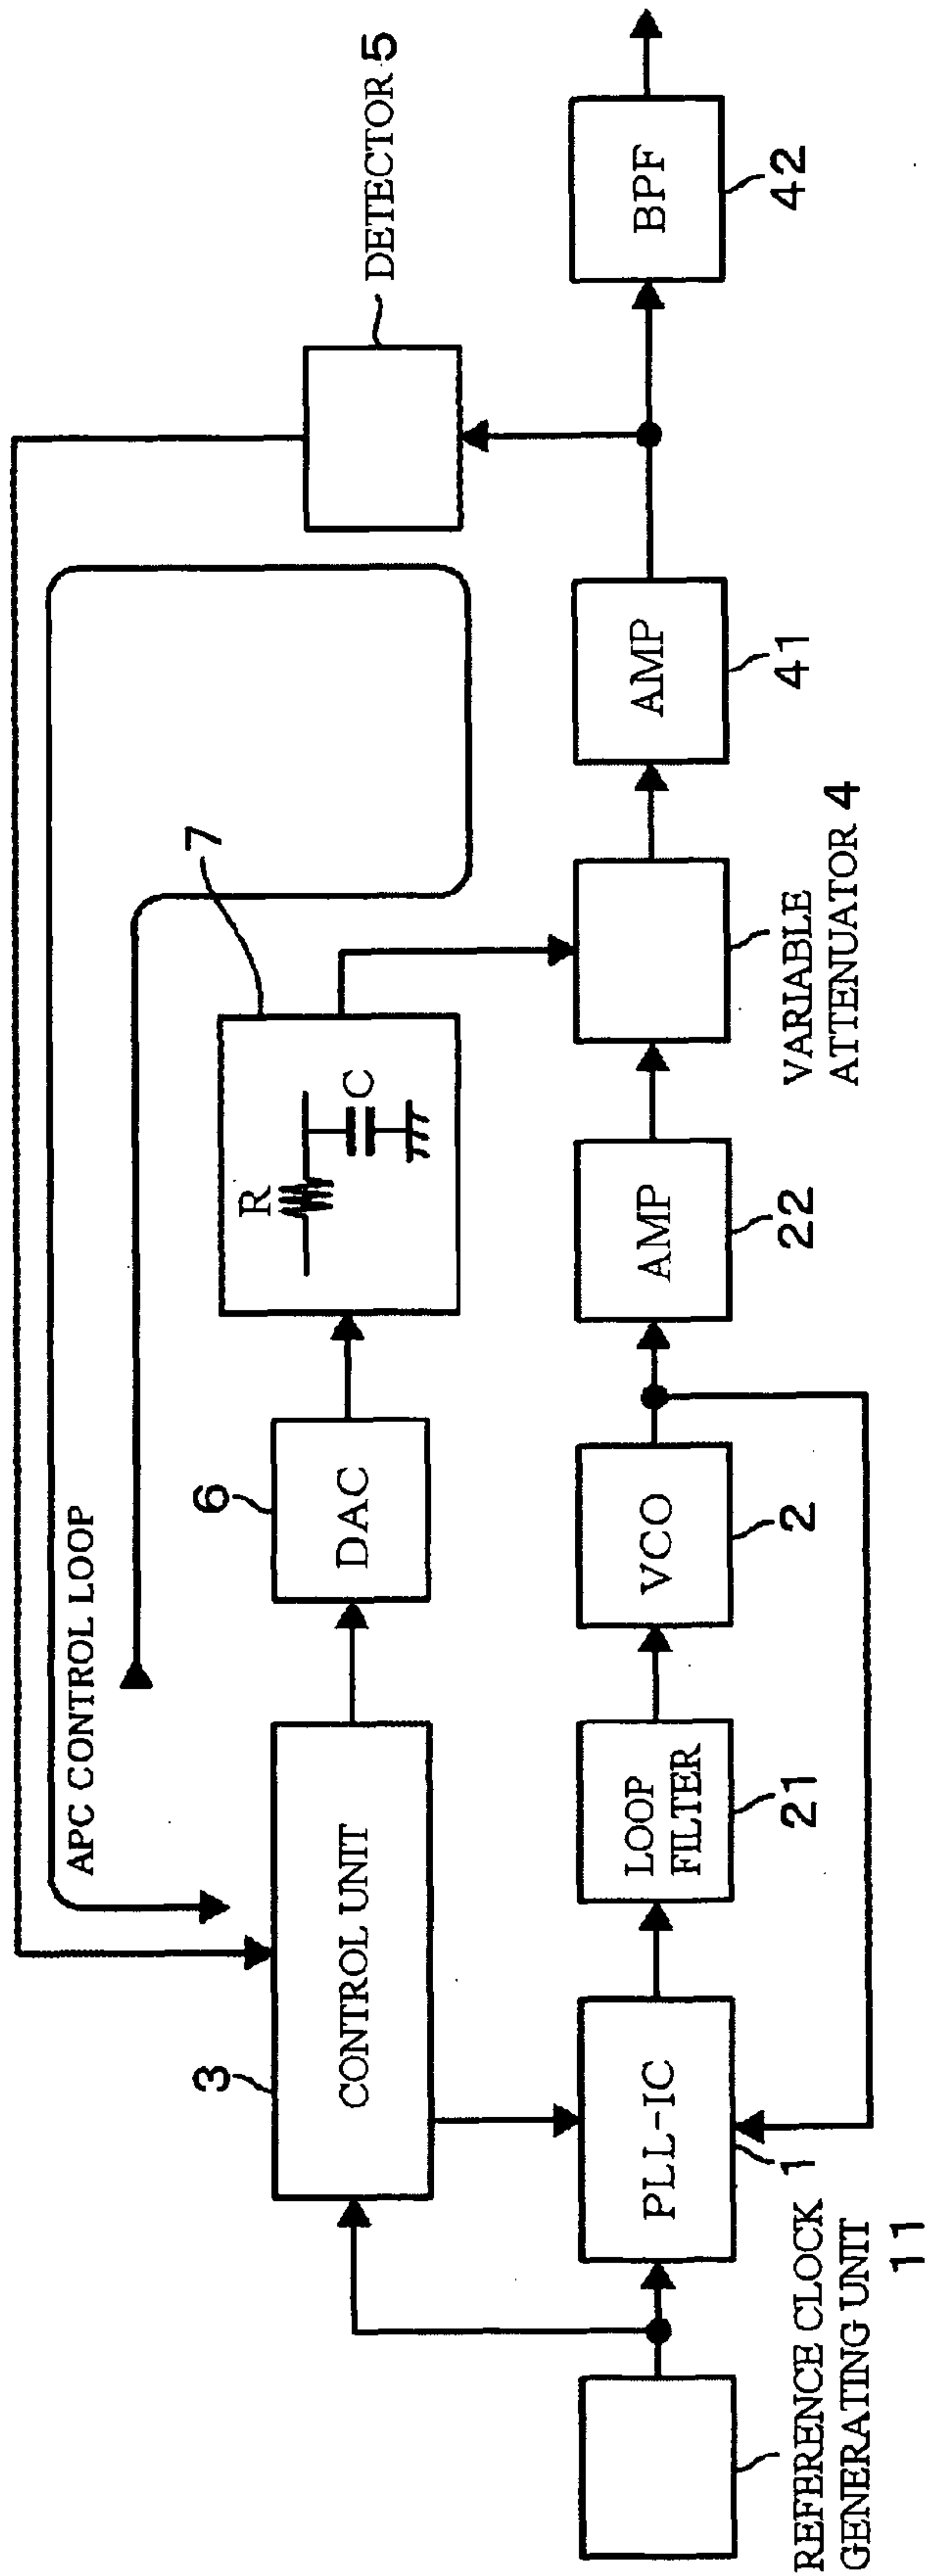 APC CONTROL LOOP
DETECTOR 5
3
CONTROL UNIT
6
DAC
7
R
C
REFERENCE CLOCK
GENERATING UNIT
11
PLL-IC
1
LOOP
FILTER
21
VCO
2
AMP
22
VARIABLE
ATTENUATOR 4
AMP
41
BPF
42